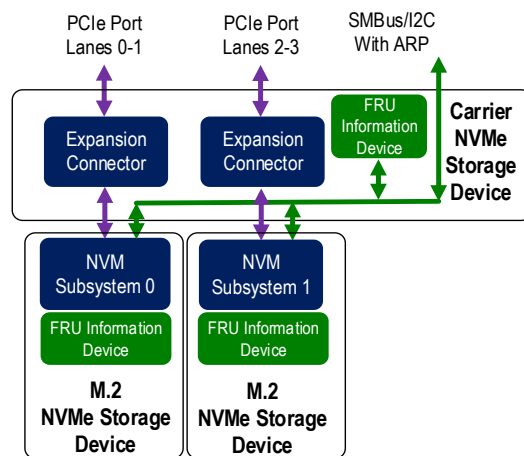 PCIe Port
Lanes 0-1
PCIe Port
Lanes 2-3
SMBus/I2C
With ARP
Expansion
Connector
Expansion
Connector
FRU
Information
Device
Carrier
NVMe
Storage
Device
NVM
Subsystem 0
FRU Information
Device
M.2
NVMe Storage
Device
NVM
Subsystem 1
FRU Information
Device
M.2
NVMe Storage
Device